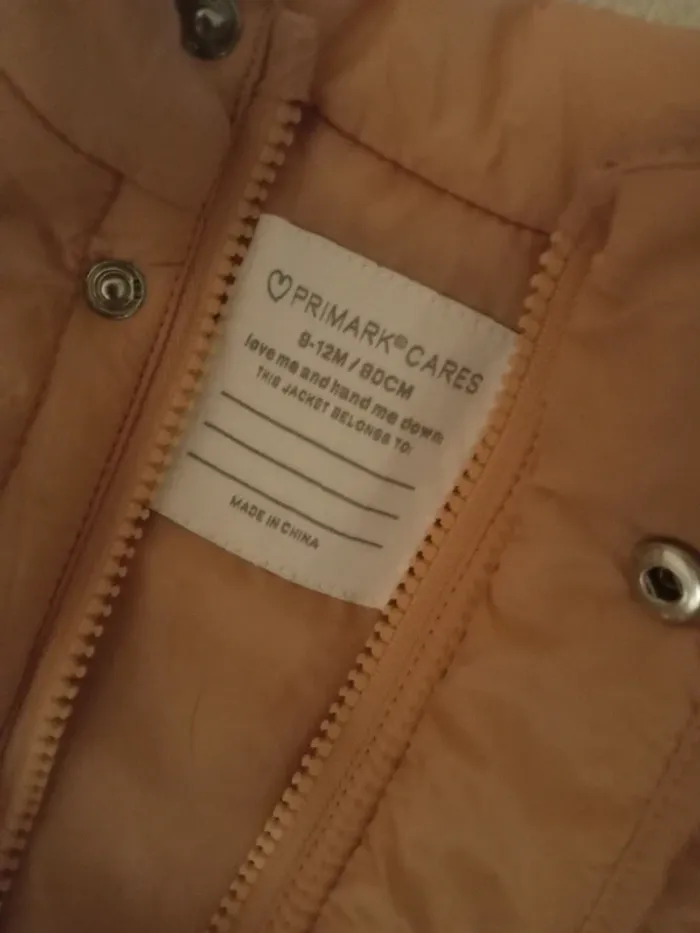 ♡PRIMARK®CARES
9-12M / 80CM
love me and hand me down
THIS JACKET BELONGS TO:
MADE IN CHINA